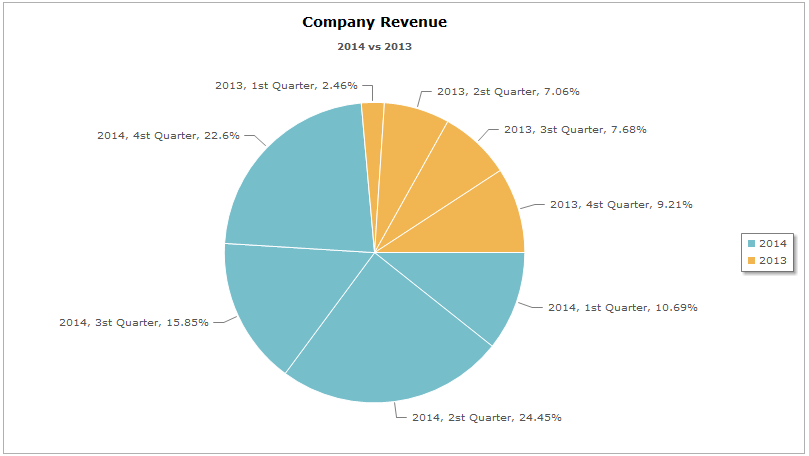 Company Revenue
2014 vs 2013
2013, 1st Quarter, 2.46%
2013, 2st Quarter, 7.06%
2013, 3st Quarter, 7.68%
2014, 4st Quarter, 22.6%
2013, 4st Quarter, 9.21%
2014
2013
2014, 1st Quarter, 10.69%
2014, 3st Quarter, 15.85%
2014, 2st Quarter, 24.45%